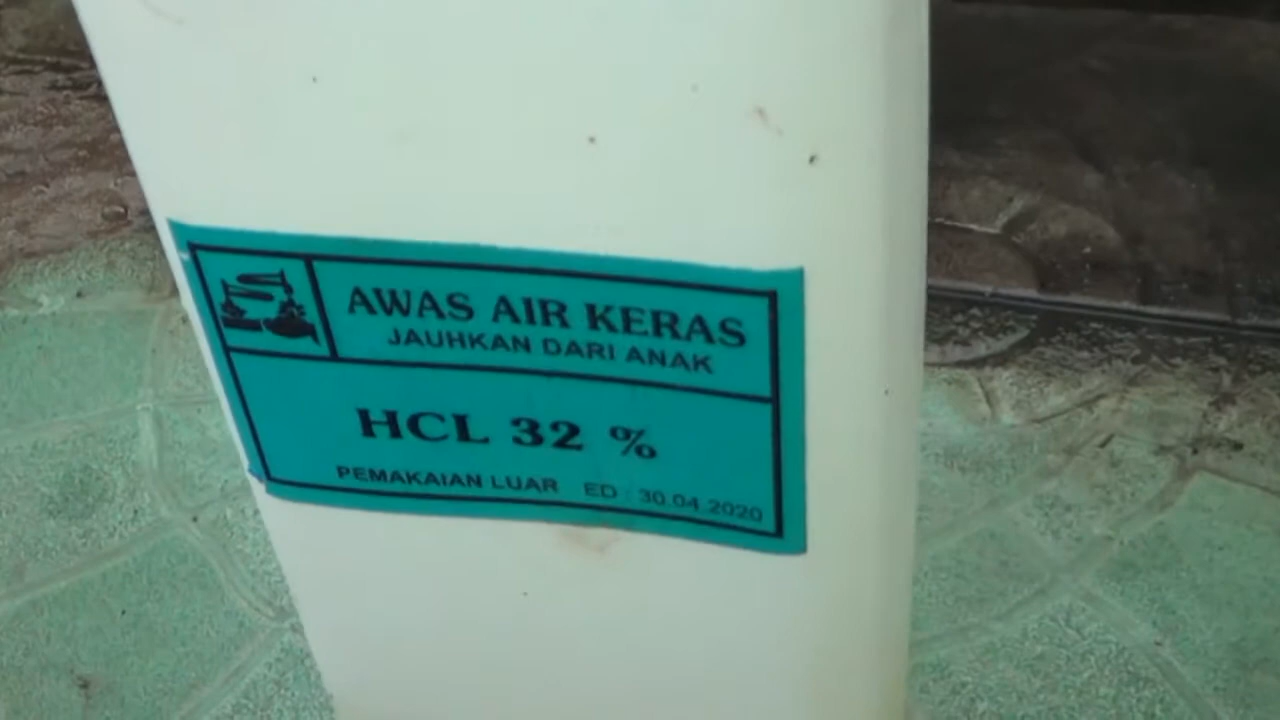 AWAS AIR KERAS
JAUHKAN DARI ANAK
HCL 32 %
PEMAKAIAN LUAR ED : 30.04.2020